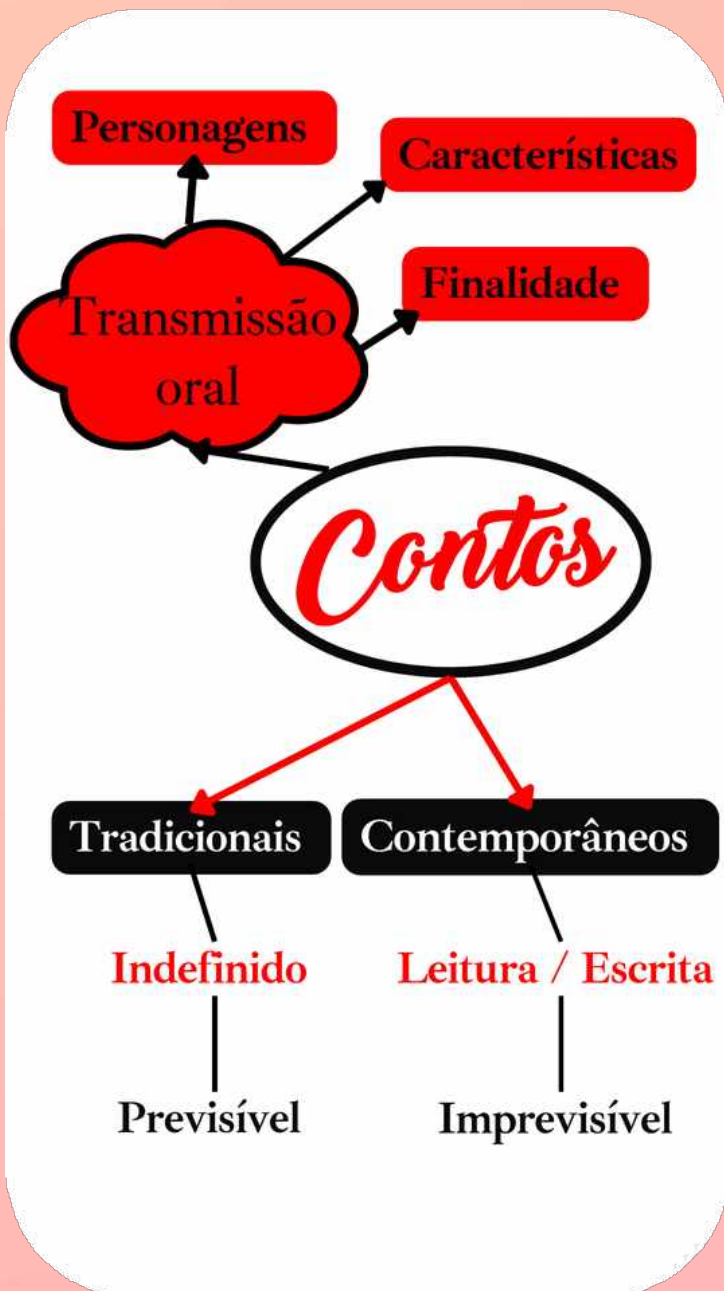 Personagens
Características
Finalidade
Transmissão
oral
Contos
Tradicionais
Contemporâneos
Indefinido
Leitura / Escrita
Previsível
Imprevisível